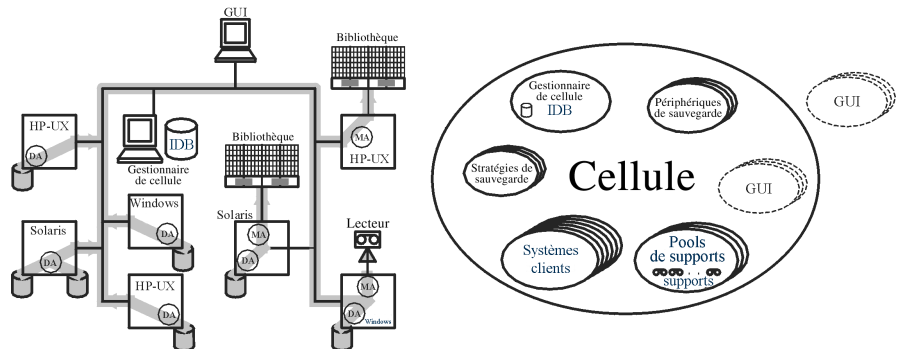 GUI
Bibliothèque
HP-UX
DA
IDB
Gestionnaire
de cellule
Bibliothèque
MA
HP-UX
Windows
DA
Solaris
DA
Solaris
MA
DA
Lecteur
HP-UX
DA
MA
DA
Windows
Gestionnaire
de cellule
IDB
Périphériques
de sauvegarde
GUI
Stratégies de
sauvegarde
Cellule
GUI
Systèmes
clients
Pools
de supports
supports